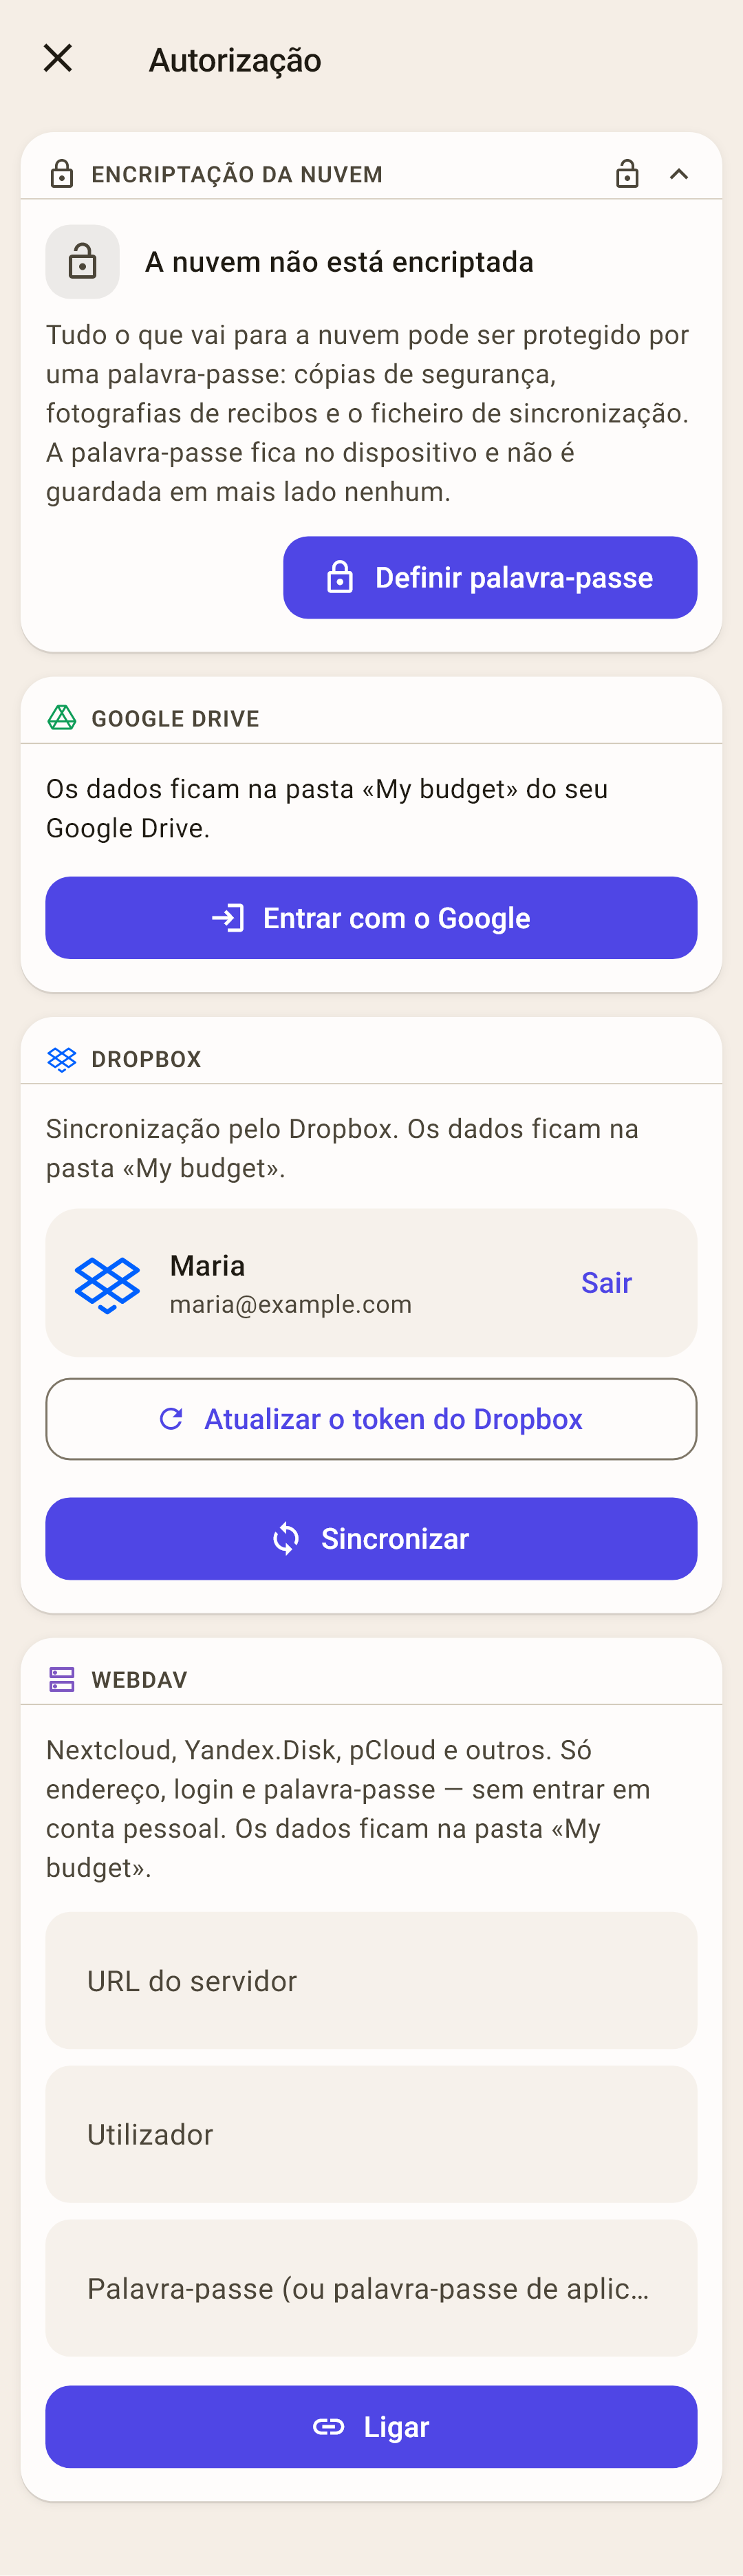 Autorização
ENCRIPTAÇÃO DA NUVEM
A nuvem não está encriptada
Tudo o que vai para a nuvem pode ser protegido por
uma palavra-passe: cópias de segurança,
fotografias de recibos e o ficheiro de sincronização.
A palavra-passe fica no dispositivo e não é
guardada em mais lado nenhum.
Definir palavra-passe
GOOGLE DRIVE
Os dados ficam na pasta «My budget» do seu
Google Drive.
Entrar com o Google
DROPBOX
Sincronização pelo Dropbox. Os dados ficam na
pasta «My budget».
Maria
maria@example.com
Sair
Atualizar o token do Dropbox
Sincronizar
WEBDAV
Nextcloud, Yandex.Disk, pCloud e outros. Só
endereço, login e palavra-passe — sem entrar em
conta pessoal. Os dados ficam na pasta «My
budget».
URL do servidor
Utilizador
Palavra-passe (ou palavra-passe de aplic…
Ligar